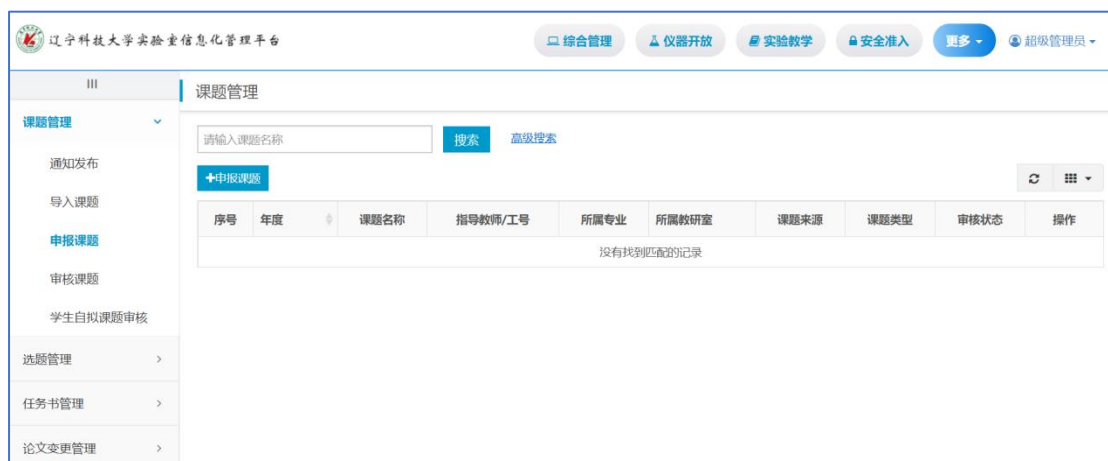 辽宁科技大学实验室信息化管理平台 综合管理 仪器开放 实验教学 安全准入 更多 超级管理员
课题管理
课题管理
请输入课题名称 搜索 高级搜索
通知发布
+申报课题
导入课题
序号 年度 课题名称 指导教师/工号 所属专业 所属教研室 课题来源 课题类型 审核状态 操作
申报课题
没有找到匹配的记录
审核课题
学生自拟课题审核
选题管理
任务书管理
论文变更管理